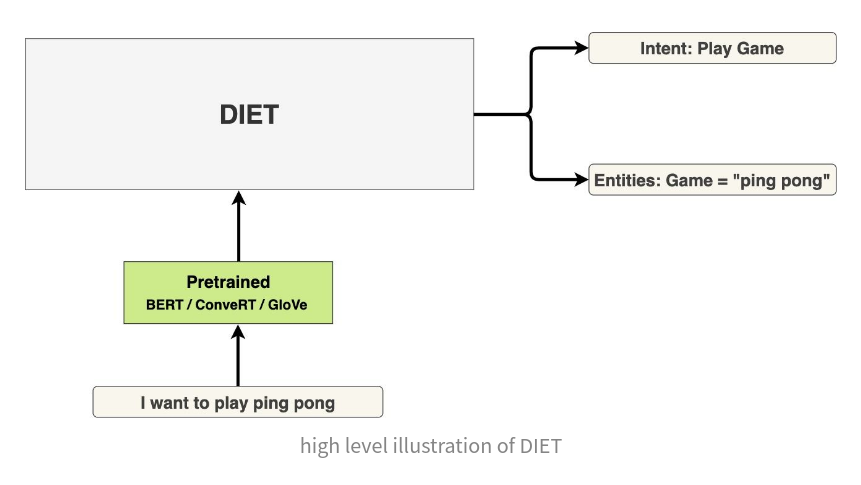 DIET
Intent: Play Game
Entities: Game = "ping pong"
Pretrained
BERT / ConveRT / GloVe
I want to play ping pong
high level illustration of DIET